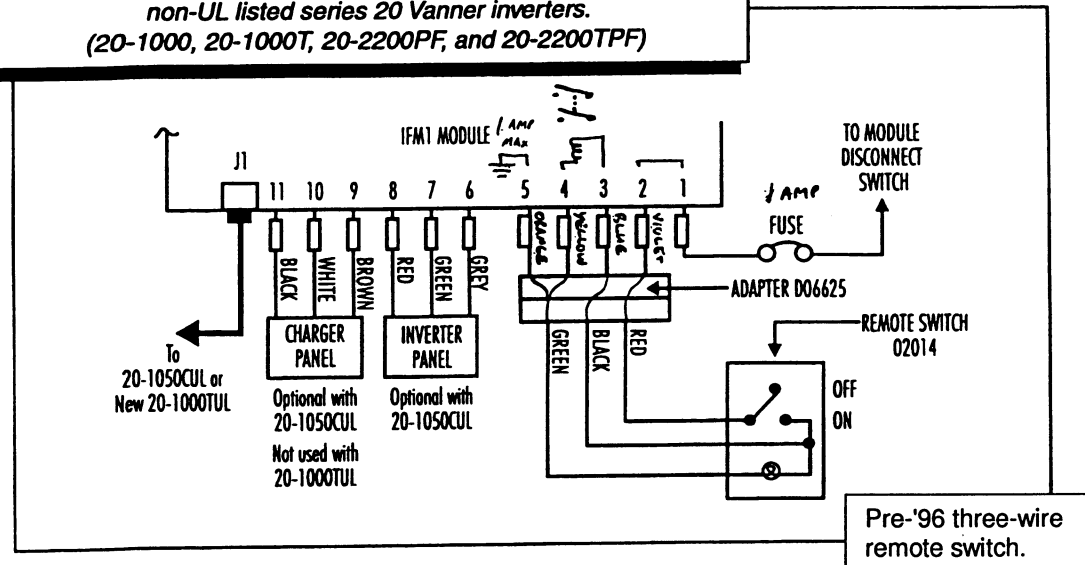 non-UL listed series 20 Vanner inverters.
(20-1000, 20-1000T, 20-2200PF, and 20-2200TPF)
IFM1 MODULE
1. AMP
MAX
TO MODULE
DISCONNECT
SWITCH
J1
11 10 9 8 7 6 5 4 3 2 1
1 AMP
FUSE
BLACK
WHITE
BROWN
RED
GREEN
GREY
ORANGE
YELLOW
BLUE
VIOLET
ADAPTER D06625
CHARGER
PANEL
INVERTER
PANEL
GREEN
BLACK
RED
REMOTE SWITCH
02014
To
20-1050CUL or
New 20-1000TUL
Optional with
20-1050CUL
Not used with
20-1000TUL
Optional with
20-1050CUL
OFF
ON
Pre-'96 three-wire
remote switch.